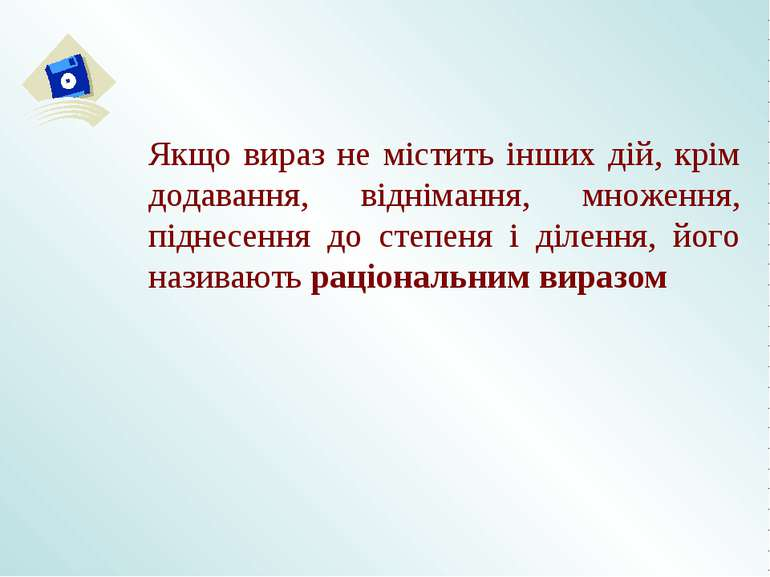 Якщо вираз не містить інших дій, крім
додавання, віднімання, множення,
піднесення до степеня і ділення, його
називають раціональним виразом